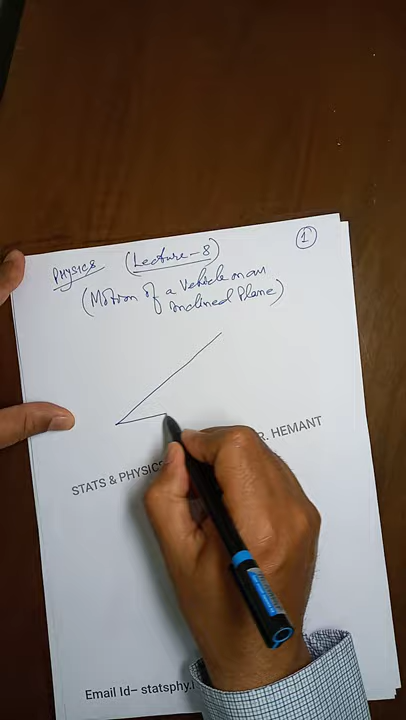 PHYSICS (Lecture-8)
1
(Motion of a Vehicle on an
Inclined Plane)
R. HEMANT
STATS & PHYSICS
Email Id– statsphy.